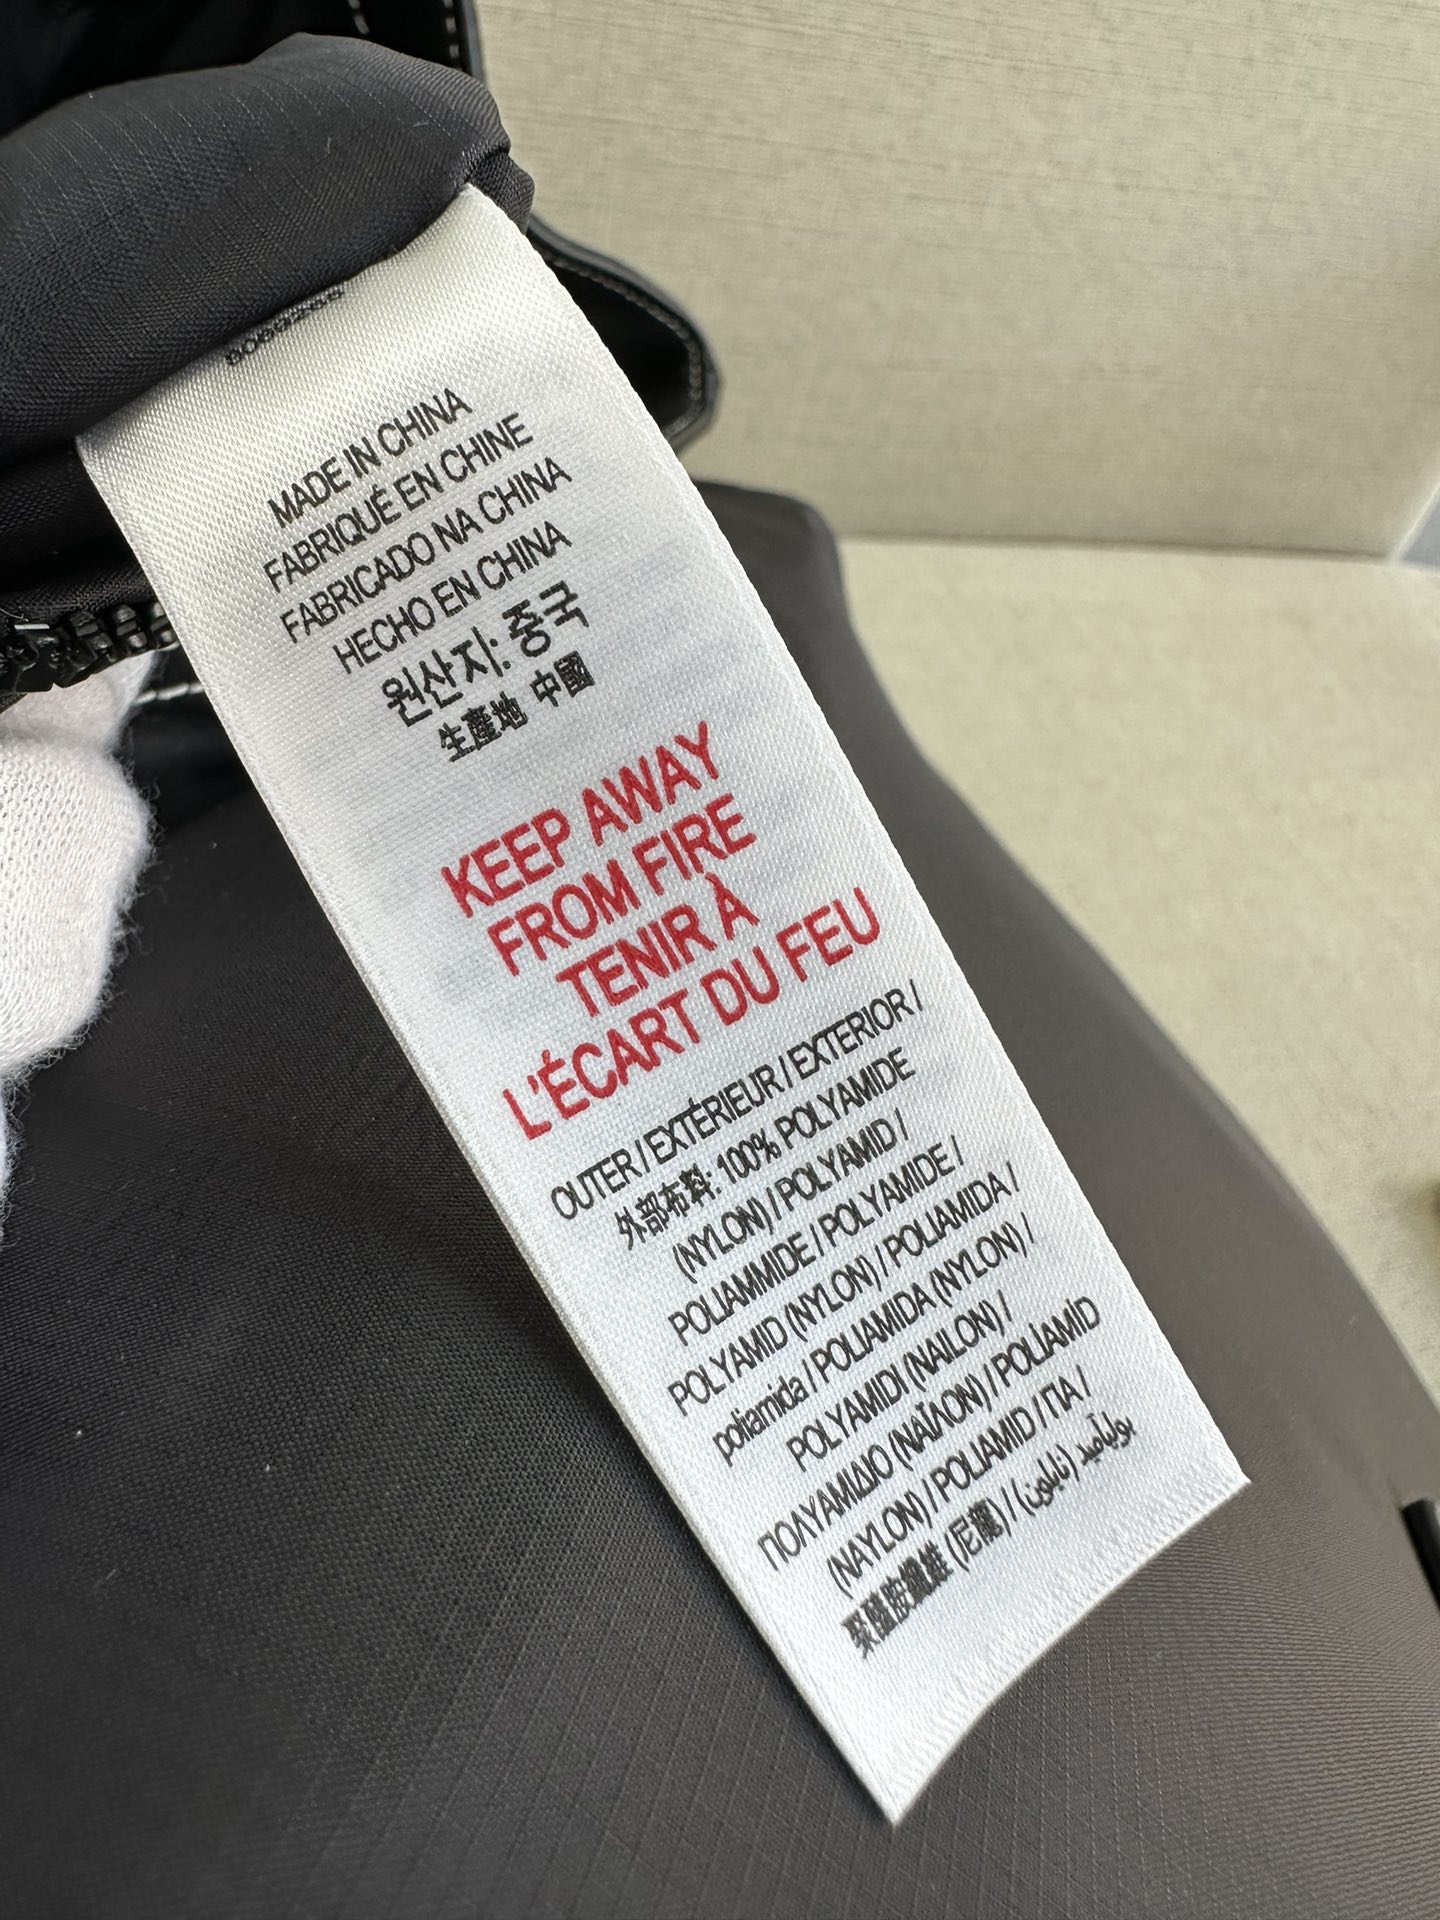 MADE IN CHINA
FABRIQUÉ EN CHINE
FABRICADO NA CHINA
HECHO EN CHINA
원산지: 중국
生產地 中國
KEEP AWAY
FROM FIRE
TENIR À
L'ÉCART DU FEU
OUTER / EXTÉRIEUR / EXTERIOR /
外部布料: 100% POLYAMIDE
(NYLON) / POLYAMID /
POLIAMMIDE / POLYAMIDE /
POLYAMID (NYLON) / POLIAMIDA /
poliamida / POLIAMIDA (NYLON) /
POLYAMIDI (NAILON) /
ΠΟΛΥΑΜΙΔΙΟ (ΝΑΪΛΟΝ) / POLİAMİD
(NAYLON) / POLIAMID / ПА /
聚醯胺纖維 (尼龍) / بولياميد (نايلون)